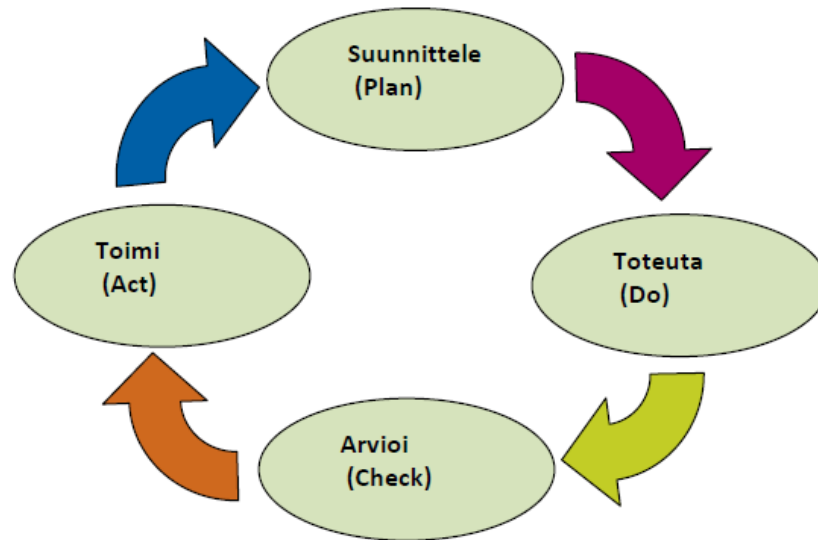 Suunnittele
(Plan)
Toteuta
(Do)
Arvioi
(Check)
Toimi
(Act)